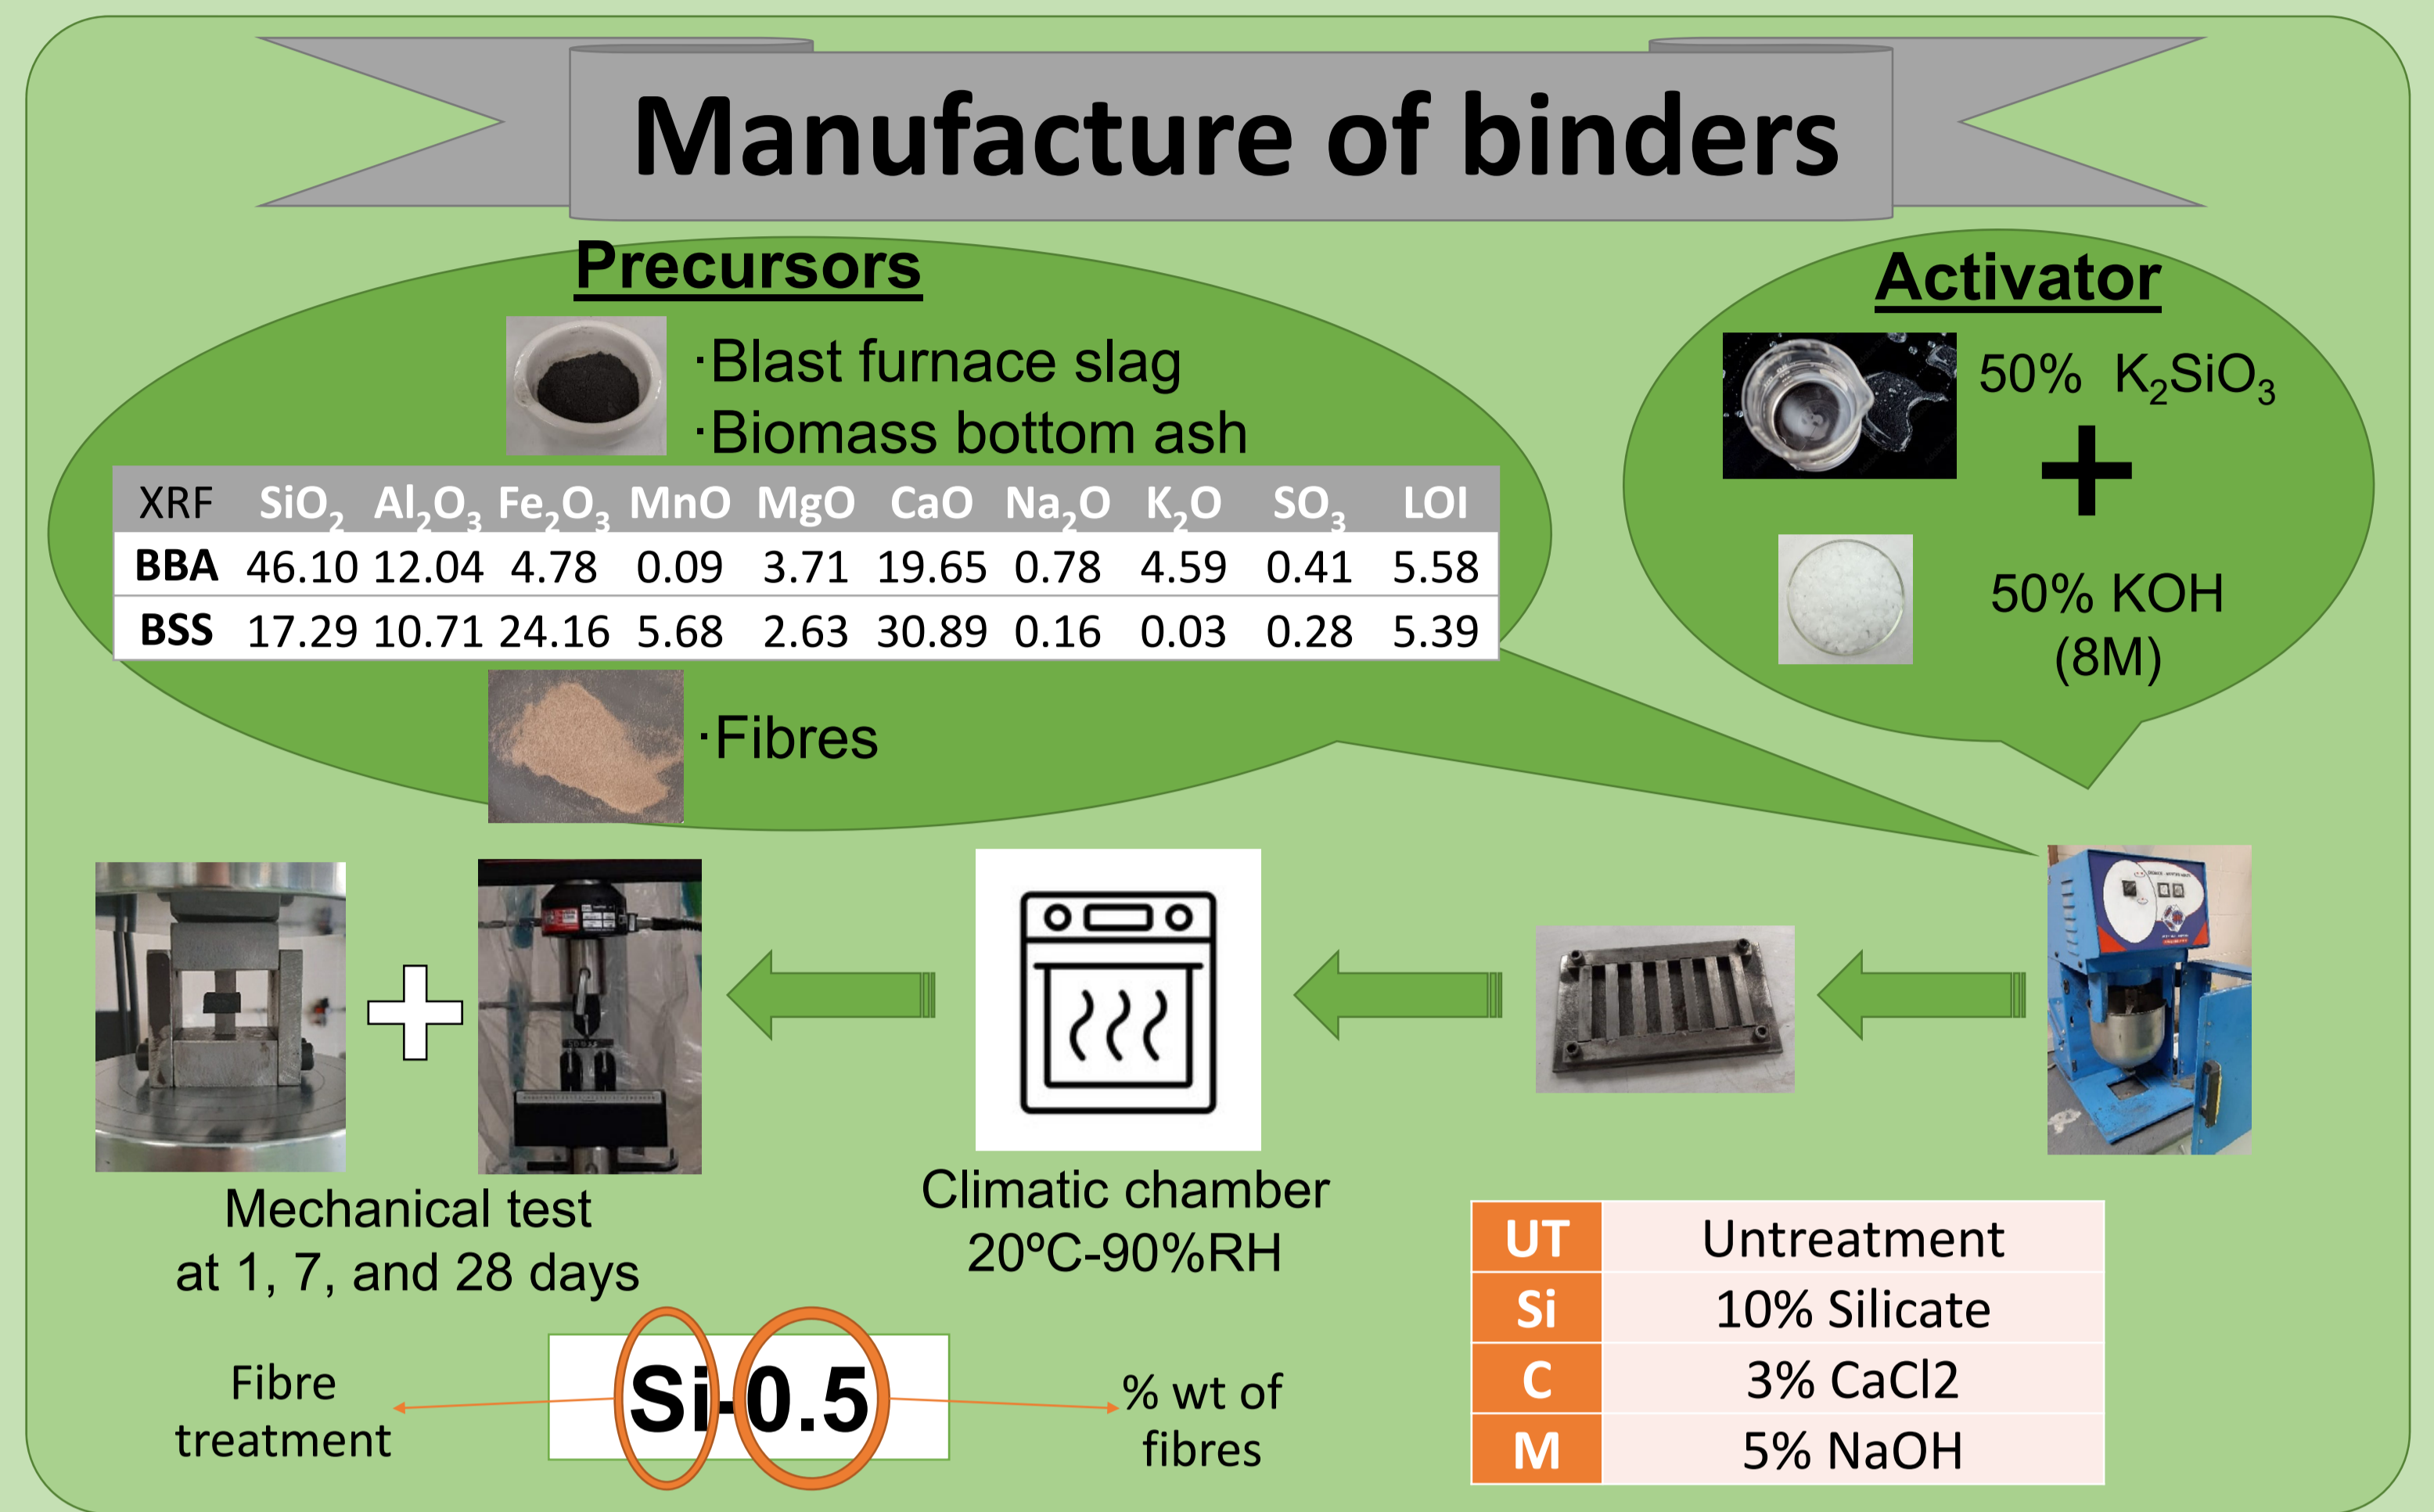 Manufacture of binders
Precursors
·Blast furnace slag
·Biomass bottom ash
XRF SiO₂ Al₂O₃ Fe₂O₃ MnO MgO CaO Na₂O K₂O SO₃ LOI
BBA 46.10 12.04 4.78 0.09 3.71 19.65 0.78 4.59 0.41 5.58
BSS 17.29 10.71 24.16 5.68 2.63 30.89 0.16 0.03 0.28 5.39
·Fibres
Activator
50% K₂SiO₃
50% KOH
(8M)
Mechanical test
at 1, 7, and 28 days
Climatic chamber
20ºC-90%RH
UT Untreatment
Si 10% Silicate
C 3% CaCl2
M 5% NaOH
Fibre
treatment
Si-0.5
% wt of
fibres